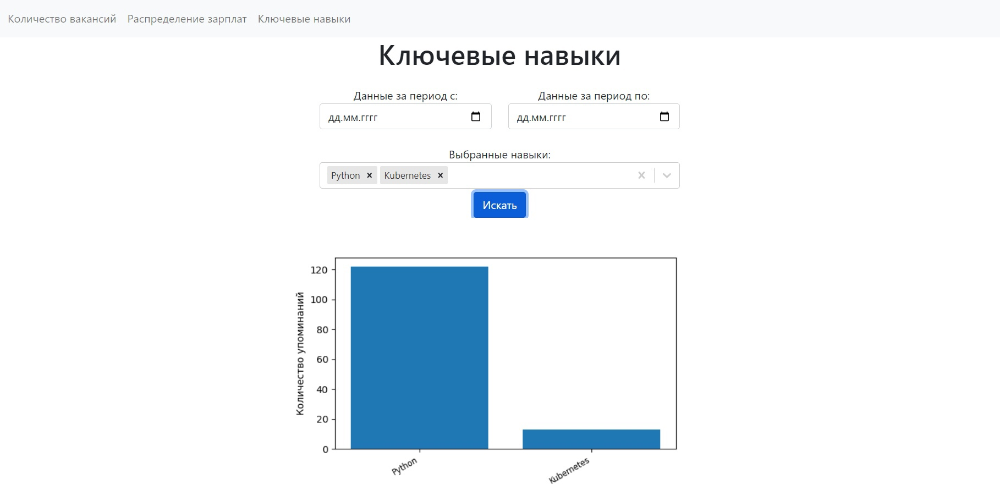 Количество вакансий Распределение зарплат Ключевые навыки
Ключевые навыки
Данные за период с: Данные за период по:
дд.мм.гггг дд.мм.гггг
Выбранные навыки:
Python Kubernetes
Искать
Количество упоминаний
120
100
80
60
40
20
0
Python Kubernetes